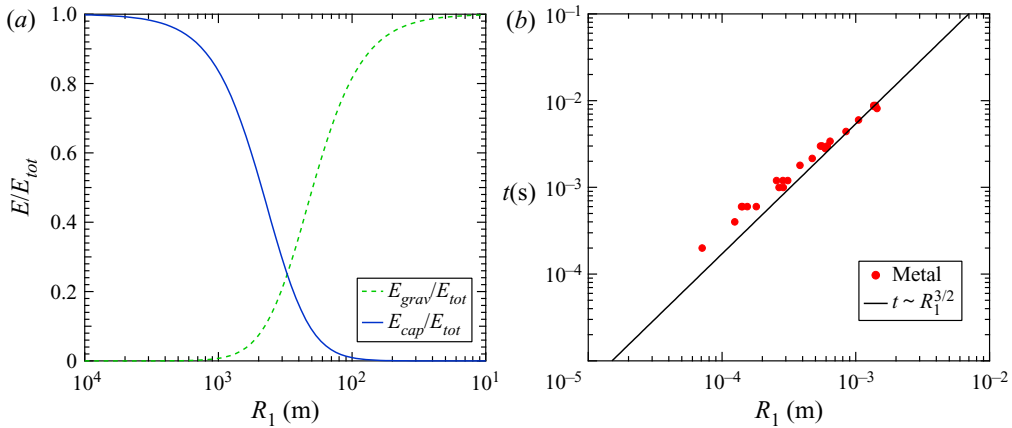 (a)
1.0
0.8
0.6
0.4
0.2
0
E/E_tot
E_grav/E_tot
E_cap/E_tot
10^4
10^3
10^2
10^1
R_1 (m)
(b)
10^-1
10^-2
10^-3
10^-4
t(s)
Metal
t ~ R_1^3/2
10^-5
10^-4
10^-3
10^-2
R_1 (m)